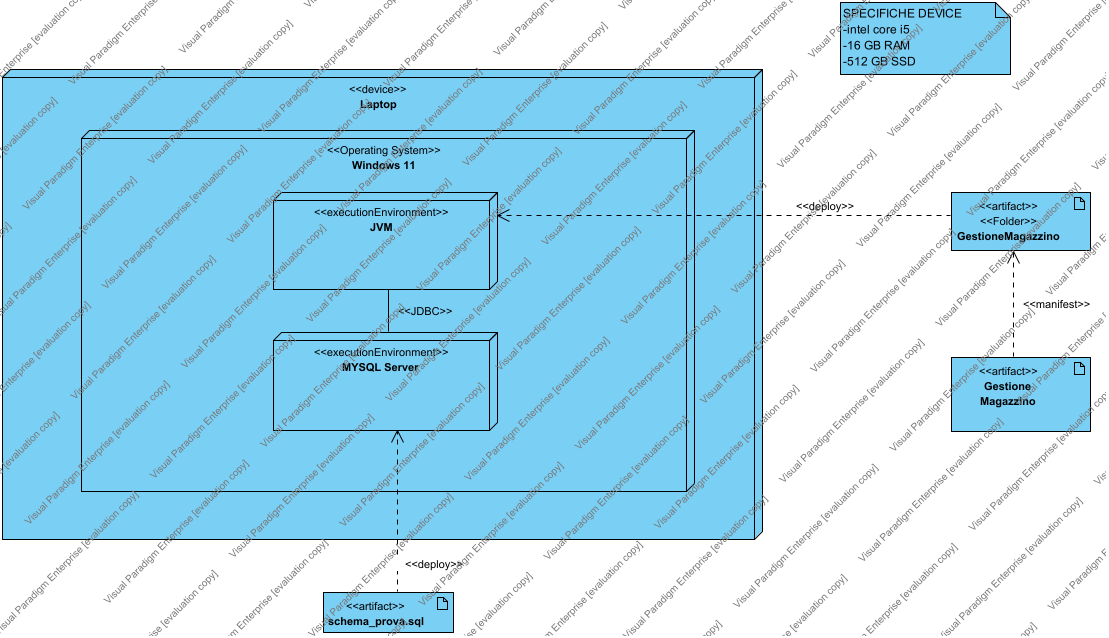 SPECIFICHE DEVICE
-intel core i5
-16 GB RAM
-512 GB SSD
<<device>>
Laptop
<<Operating System>>
Windows 11
<<executionEnvironment>>
JVM
<<deploy>>
<<artifact>>
<<Folder>>
GestioneMagazzino
<<JDBC>>
<<manifest>>
<<executionEnvironment>>
MYSQL Server
<<artifact>>
Gestione
Magazzino
<<deploy>>
<<artifact>>
schema_prova.sql
Visual Paradigm Enterprise [evaluation copy]